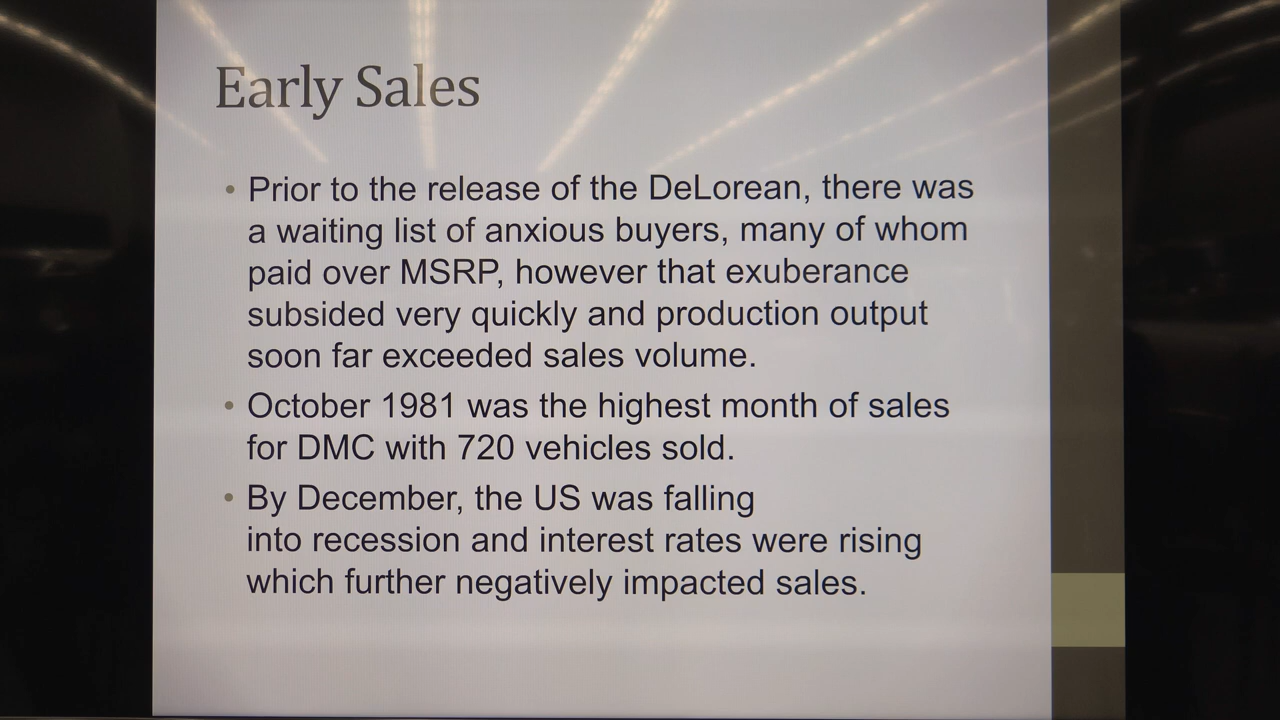 Early Sales
• Prior to the release of the DeLorean, there was
a waiting list of anxious buyers, many of whom
paid over MSRP, however that exuberance
subsided very quickly and production output
soon far exceeded sales volume.
• October 1981 was the highest month of sales
for DMC with 720 vehicles sold.
• By December, the US was falling
into recession and interest rates were rising
which further negatively impacted sales.